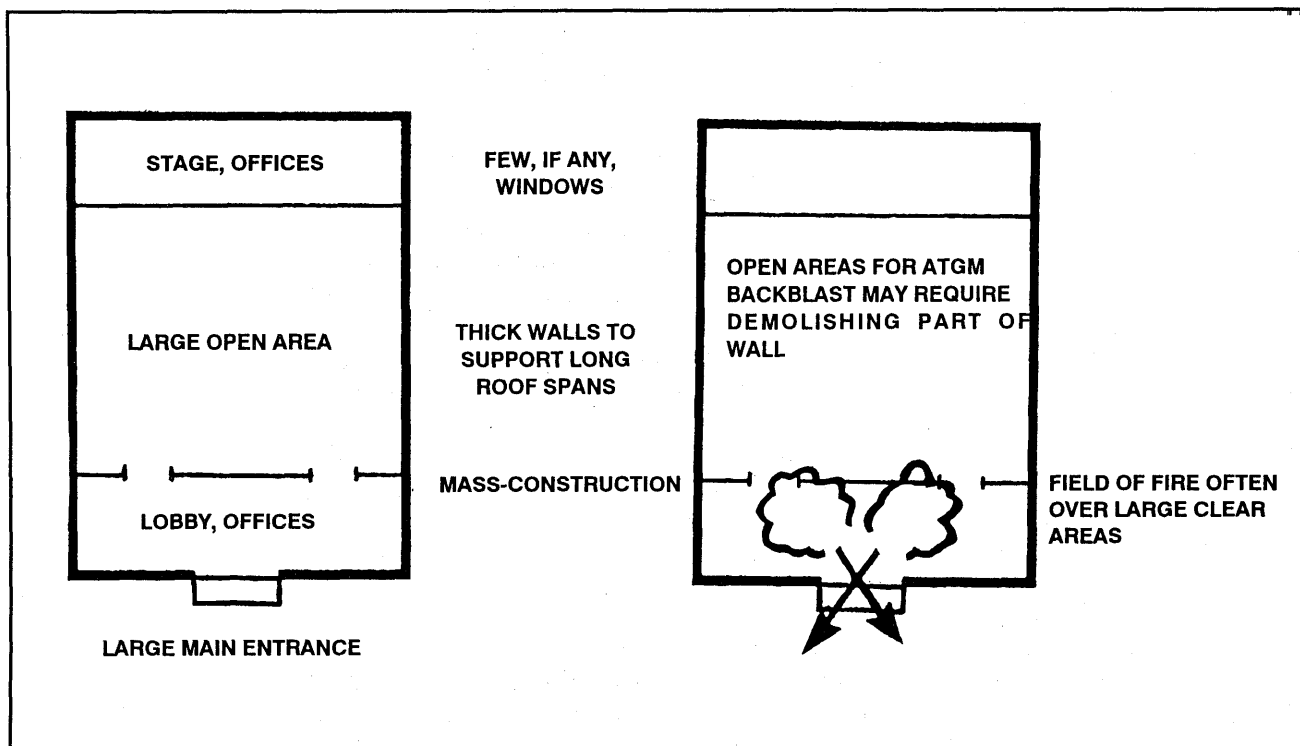 STAGE, OFFICES
LARGE OPEN AREA
LOBBY, OFFICES
LARGE MAIN ENTRANCE
FEW, IF ANY,
WINDOWS
THICK WALLS TO
SUPPORT LONG
ROOF SPANS
MASS-CONSTRUCTION
OPEN AREAS FOR ATGM
BACKBLAST MAY REQUIRE
DEMOLISHING PART OF
WALL
FIELD OF FIRE OFTEN
OVER LARGE CLEAR
AREAS